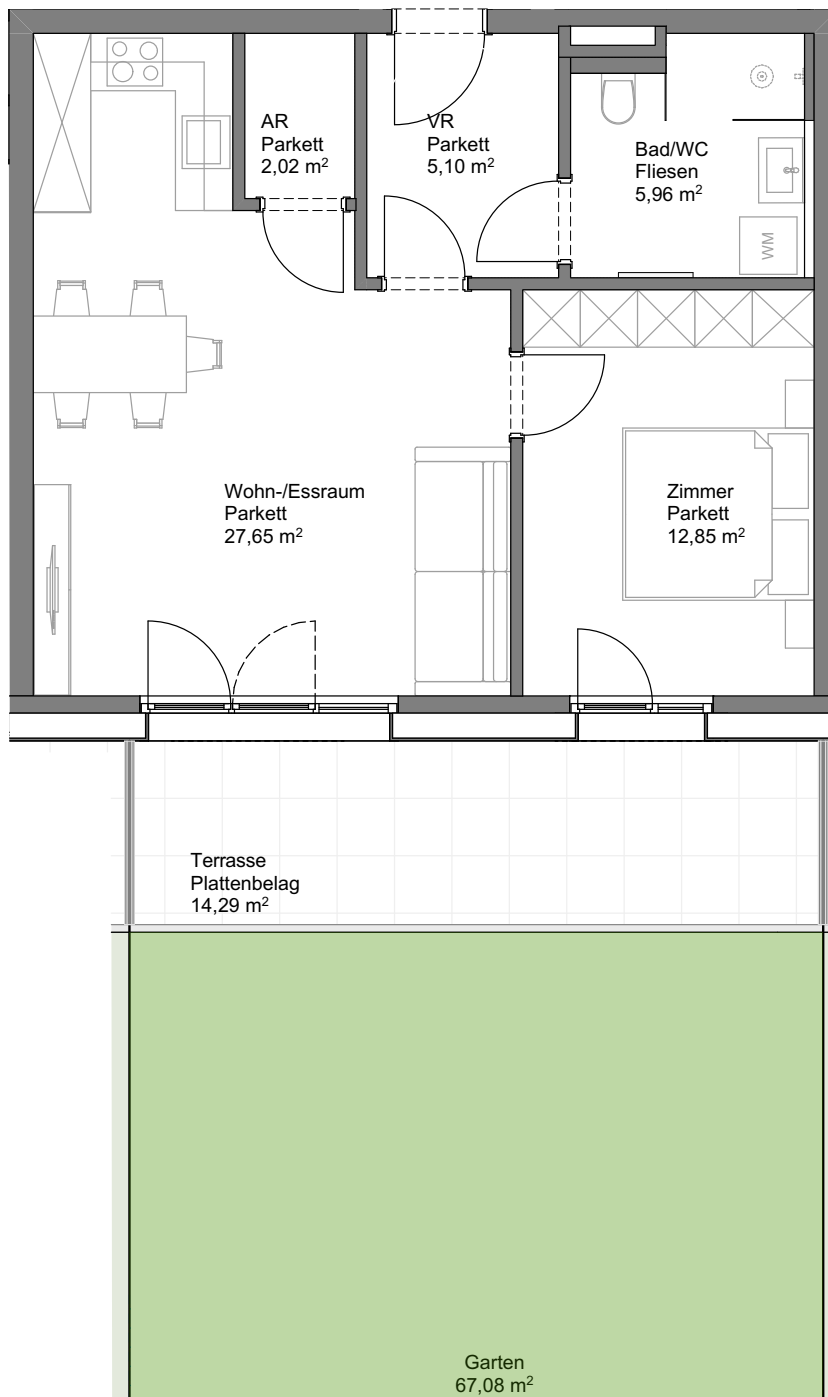 AR
Parkett
2,02 m²
VR
Parkett
5,10 m²
Bad/WC
Fliesen
5,96 m²
WM
Wohn-/Essraum
Parkett
27,65 m²
Zimmer
Parkett
12,85 m²
Terrasse
Plattenbelag
14,29 m²
Garten
67,08 m²